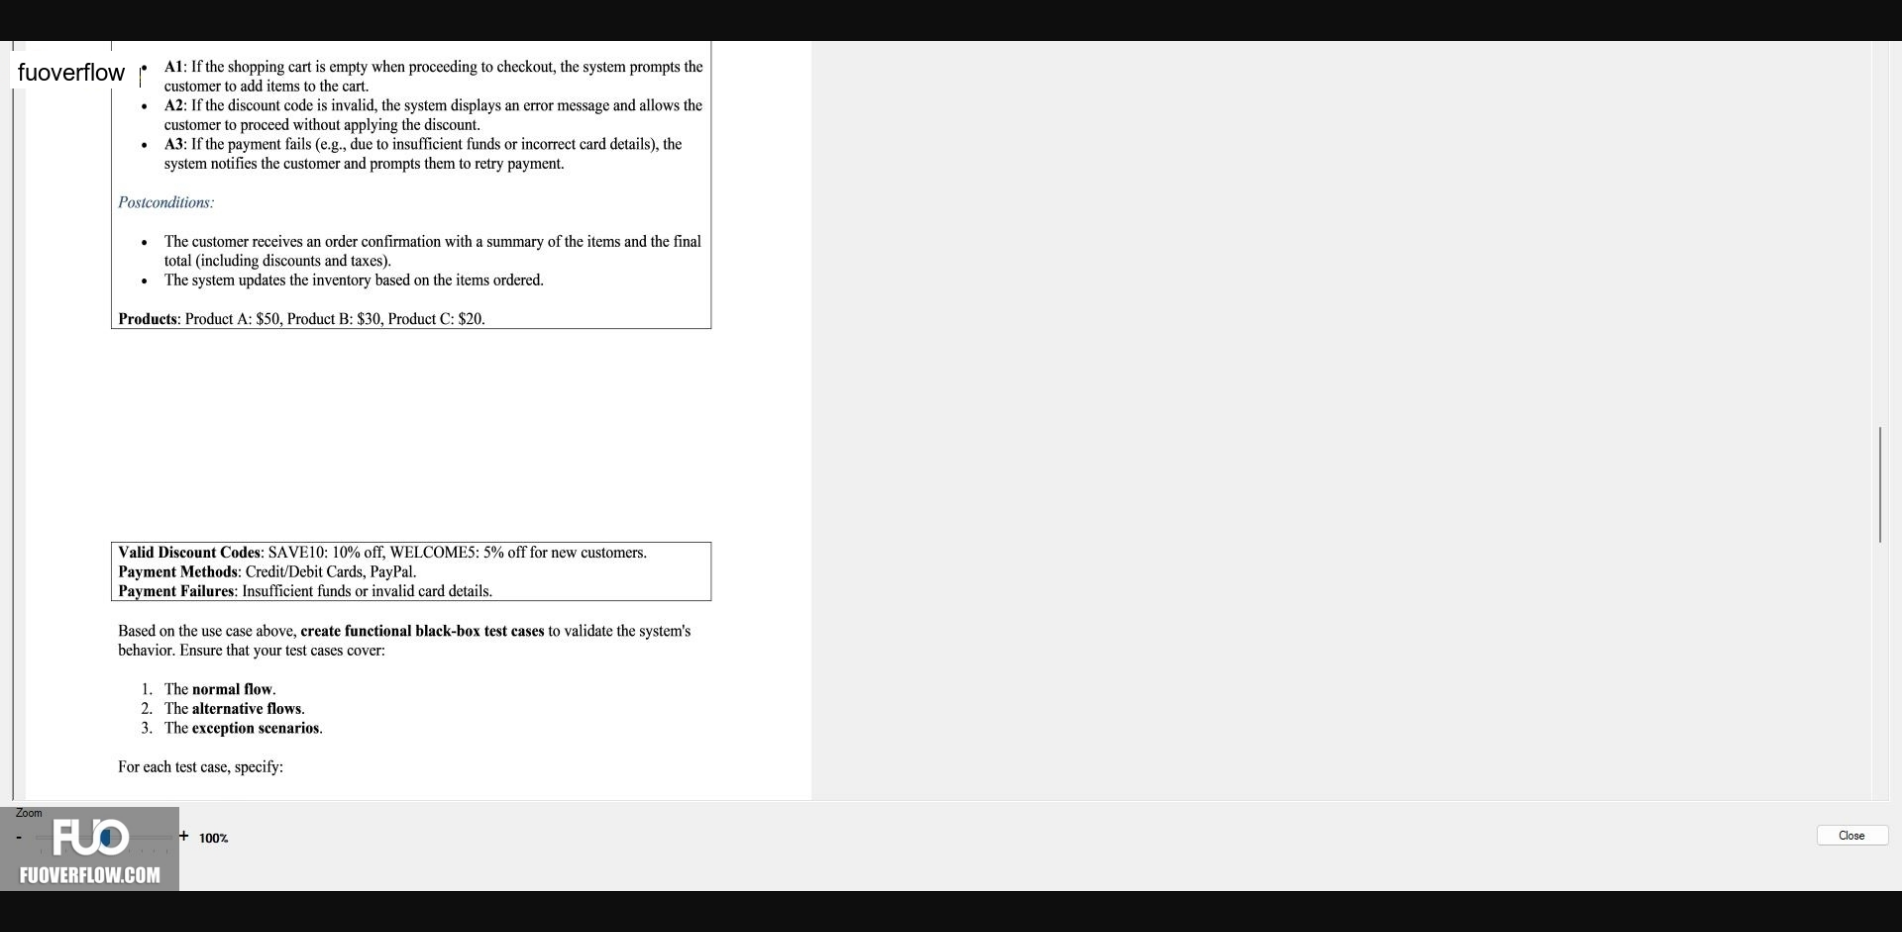 fuoverflow
• A1: If the shopping cart is empty when proceeding to checkout, the system prompts the
customer to add items to the cart.
• A2: If the discount code is invalid, the system displays an error message and allows the
customer to proceed without applying the discount.
• A3: If the payment fails (e.g., due to insufficient funds or incorrect card details), the
system notifies the customer and prompts them to retry payment.
Postconditions:
• The customer receives an order confirmation with a summary of the items and the final
total (including discounts and taxes).
• The system updates the inventory based on the items ordered.
Products: Product A: $50, Product B: $30, Product C: $20.
Valid Discount Codes: SAVE10: 10% off, WELCOME5: 5% off for new customers.
Payment Methods: Credit/Debit Cards, PayPal.
Payment Failures: Insufficient funds or invalid card details.
Based on the use case above, create functional black-box test cases to validate the system's
behavior. Ensure that your test cases cover:
1. The normal flow.
2. The alternative flows.
3. The exception scenarios.
For each test case, specify:
Zoom
- + 100%
Close
FUO
FUOVERFLOW.COM